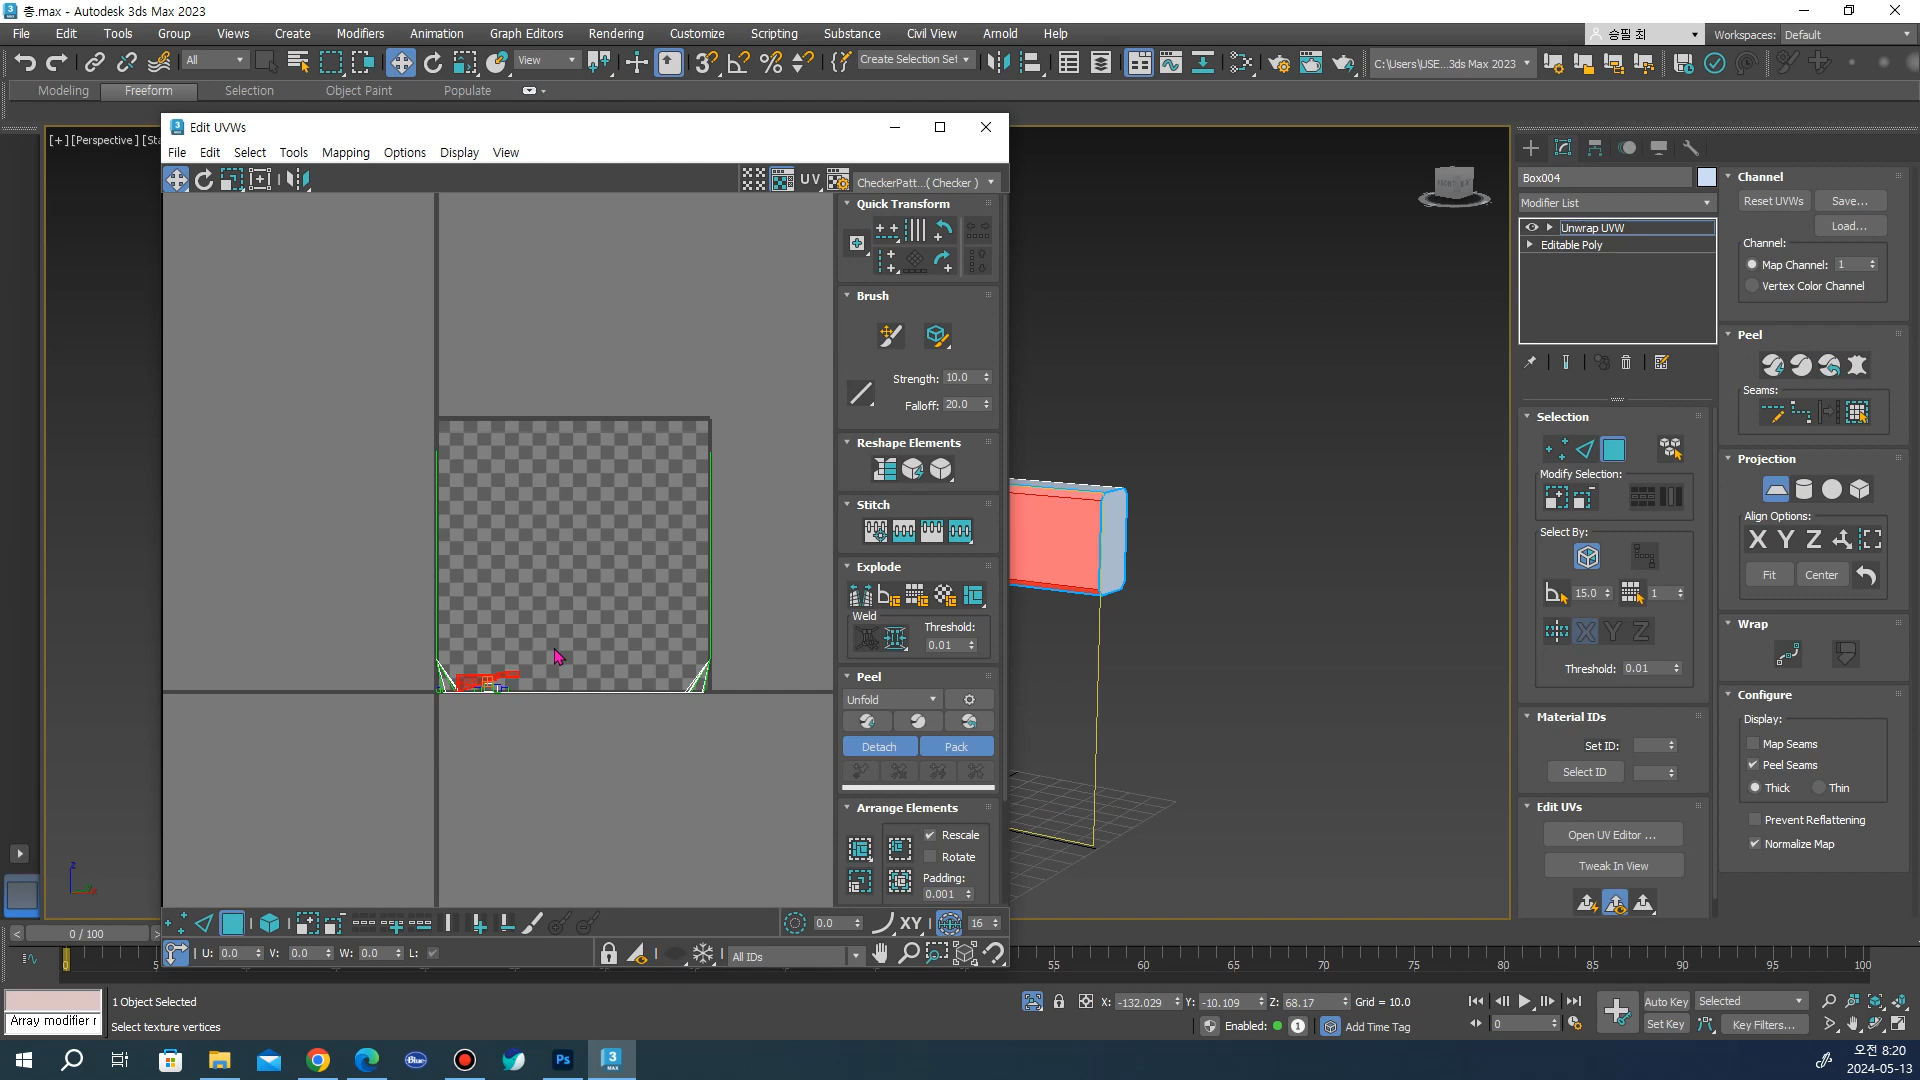 총.max - Autodesk 3ds Max 2023
File Edit Tools Group Views Create Modifiers Animation Graph Editors Rendering Customize Scripting Substance Civil View Arnold Help
승필 최 Workspaces: Default
All View Create Selection Set C:\Users\USE...3ds Max 2023
Modeling Freeform Selection Object Paint Populate
[+] [Perspective] [Sta
Edit UVWs
File Edit Select Tools Mapping Options Display View
UV CheckerPatt...( Checker )
Quick Transform
Brush
Strength: 10.0
Falloff: 20.0
Reshape Elements
Stitch
Explode
Weld
Threshold:
0.01
Peel
Unfold
Detach Pack
Arrange Elements
Rescale
Rotate
Padding:
0.001
0.0 XY 16
U: 0.0 V: 0.0 W: 0.0 L:
All IDs
Box004
Modifier List
Unwrap UVW
Editable Poly
Selection
Modify Selection:
Select By:
15.0 1
X Y Z
Threshold: 0.01
Material IDs
Set ID:
Select ID
Edit UVs
Open UV Editor ...
Tweak In View
Channel
Reset UVWs Save...
Load...
Channel:
Map Channel: 1
Vertex Color Channel
Peel
Seams:
Projection
Align Options:
X Y Z
Fit Center
Wrap
Configure
Display:
Map Seams
Peel Seams
Thick Thin
Prevent Reflattering
Normalize Map
0 / 100
5 55 60 65 70 75 80 85 90 95 100
1 Object Selected
Array modifier r
Select texture vertices
X: -132.029 Y: -10.109 Z: 68.17 Grid = 10.0
Enabled: 1 Add Time Tag
0
Auto Key Selected
Set Key Key Filters...
Blue
Ps
3
MAX
오전 8:20
2024-05-13